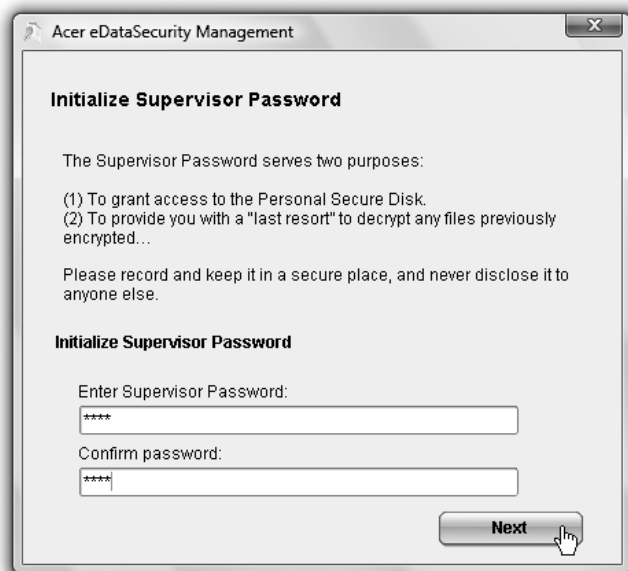 Acer eDataSecurity Management
X
Initialize Supervisor Password
The Supervisor Password serves two purposes:
(1) To grant access to the Personal Secure Disk.
(2) To provide you with a "last resort" to decrypt any files previously
encrypted...
Please record and keep it in a secure place, and never disclose it to
anyone else.
Initialize Supervisor Password
Enter Supervisor Password:
****
Confirm password:
****
Next